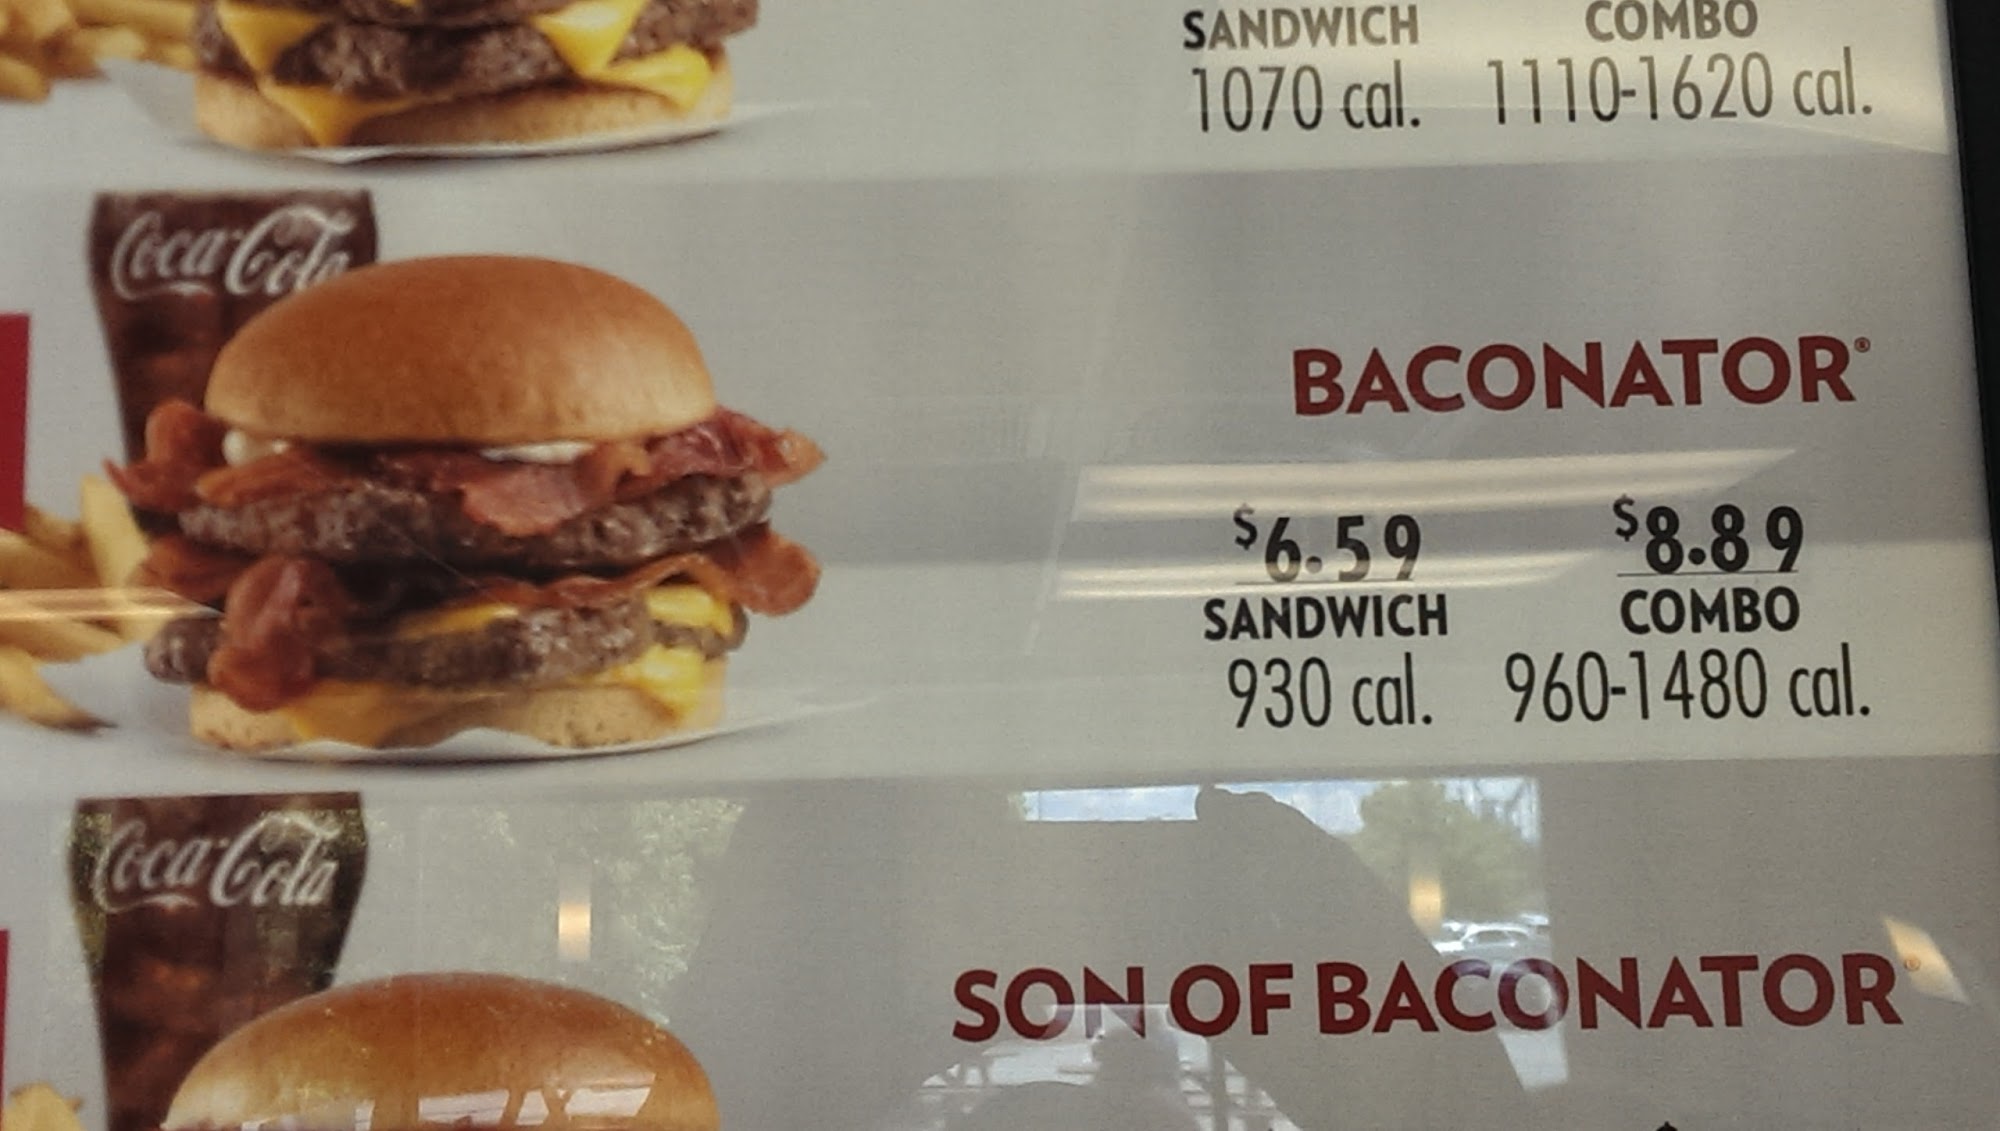 SANDWICH COMBO
1070 cal. 1110-1620 cal.
Coca-Cola
BACONATOR®
$6.59 $8.89
SANDWICH COMBO
930 cal. 960-1480 cal.
Coca-Cola
SON OF BACONATOR®